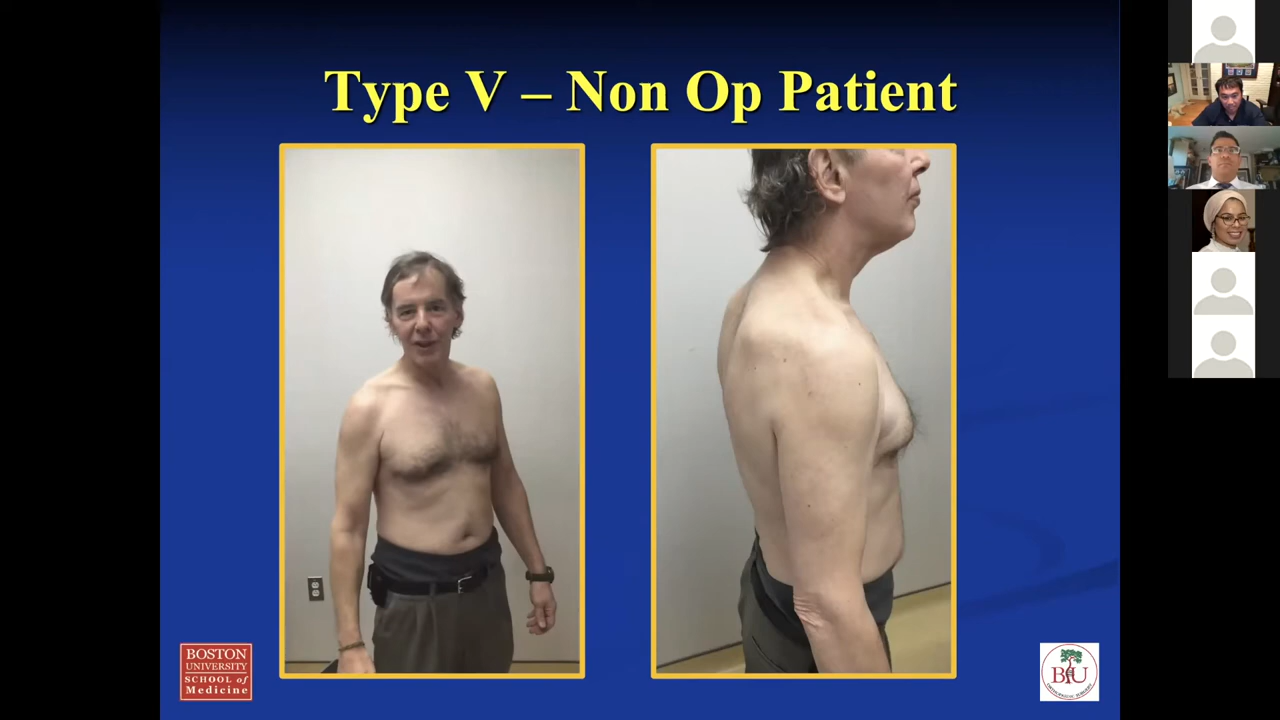 Type V – Non Op Patient
BOSTON
UNIVERSITY
SCHOOL of
Medicine
BU